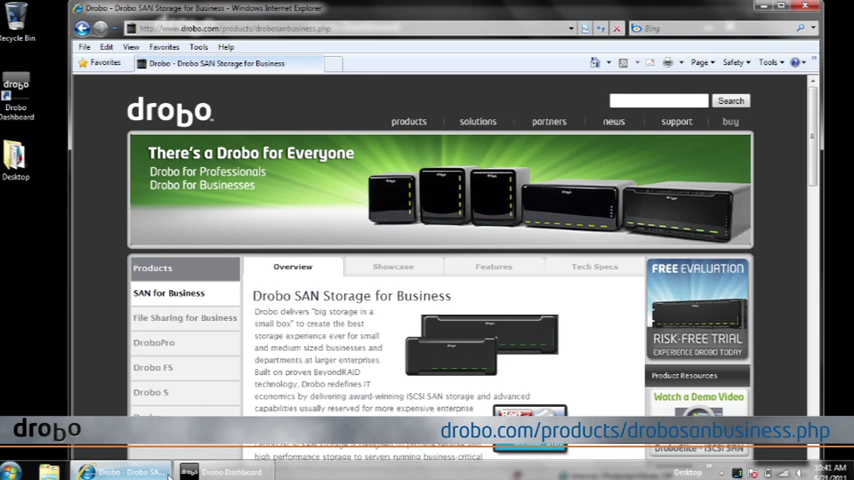 Drobo - Drobo SAN Storage for Business - Windows Internet Explorer
http://www.drobo.com/products/drobosanbusiness.php
Bing
File Edit View Favorites Tools Help
Favorites
Drobo - Drobo SAN Storage for Business
Page Safety Tools
Recycle Bin
Drobo
Dashboard
Desktop
drobo
Search
products solutions partners news support buy
There's a Drobo for Everyone
Drobo for Professionals
Drobo for Businesses
Products
SAN for Business
File Sharing for Business
DroboPro
Drobo FS
Drobo S
Overview Showcase Features Tech Specs
Drobo SAN Storage for Business
Drobo delivers "big storage in a
small box" to create the best
storage experience ever for small
and medium sized businesses and
departments at larger enterprises.
Built on proven BeyondRAID
technology, Drobo redefines IT
economics by delivering award-winning iSCSI SAN storage and advanced
capabilities usually reserved for more expensive enterprise
high performance storage to servers running business-critical
FREE EVALUATION
RISK-FREE TRIAL
EXPERIENCE DROBO TODAY
Product Resources
Watch a Demo Video
DroboElite - iSCSI SAN
drobo
drobo.com/products/drobosanbusiness.php
Drobo - Drobo SA...
Drobo Dashboard
Desktop
10:41 AM